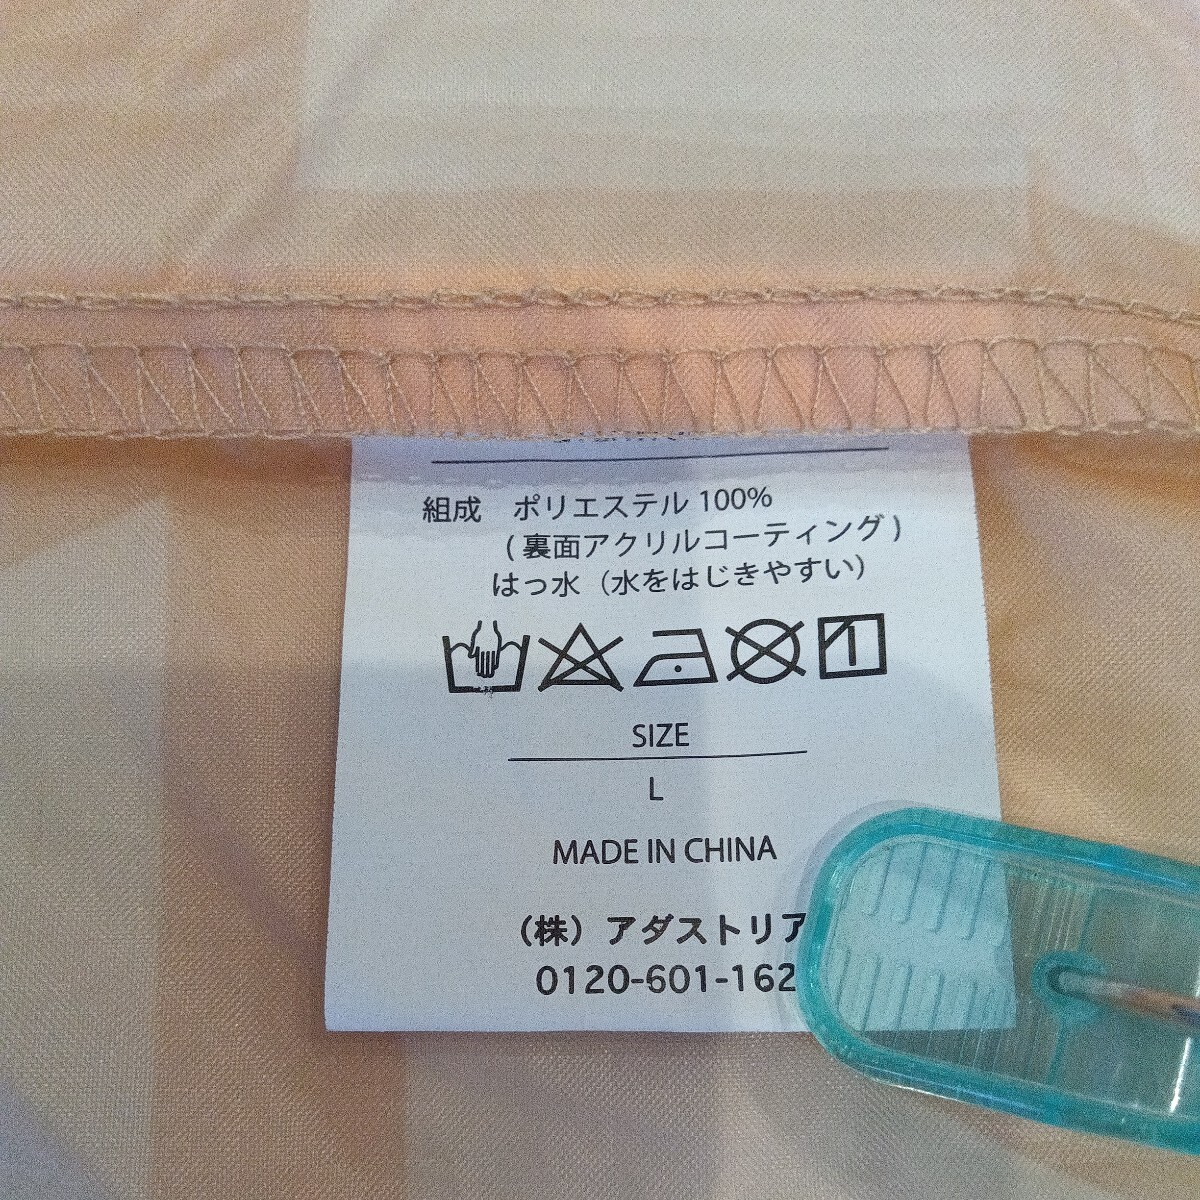 組成 ポリエステル 100%
( 裏面アクリルコーティング )
はっ水（水をはじきやすい）
SIZE
L
MADE IN CHINA
（株）アダストリア
0120-601-162